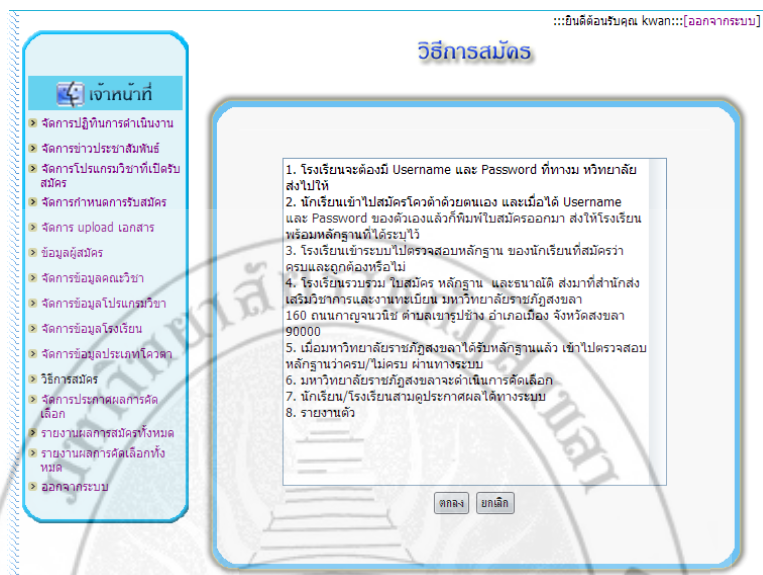 :::ยินดีต้อนรับคุณ kwan:::[ออกจากระบบ]
วิธีการสมัคร
เจ้าหน้าที่
จัดการปฏิทินการดำเนินงาน
จัดการข่าวประชาสัมพันธ์
จัดการโปรแกรมวิชาที่เปิดรับ
สมัคร
จัดการกำหนดการรับสมัคร
จัดการ upload เอกสาร
ข้อมูลผู้สมัคร
จัดการข้อมูลคณะวิชา
จัดการข้อมูลโปรแกรมวิชา
จัดการข้อมูลโรงเรียน
จัดการข้อมูลประเภทโควตา
วิธีการสมัคร
จัดการประกาศผลการคัด
เลือก
รายงานผลการสมัครทั้งหมด
รายงานผลการคัดเลือกทั้ง
หมด
ออกจากระบบ
1. โรงเรียนจะต้องมี Username และ Password ที่ทางม หวิทยาลัย
ส่งไปให้
2. นักเรียนเข้าไปสมัครโควต้าด้วยตนเอง และเมื่อได้ Username
และ Password ของตัวเองแล้วก็พิมพ์ใบสมัครออกมา ส่งให้โรงเรียน
พร้อมหลักฐานที่ได้ระบุไว้
3. โรงเรียนเข้าระบบไปตรวจสอบหลักฐาน ของนักเรียนที่สมัครว่า
ครบและถูกต้องหรือไม่
4. โรงเรียนรวบรวม ใบสมัคร หลักฐาน และธนาณัติ ส่งมาที่สำนักส่ง
เสริมวิชาการและงานทะเบียน มหาวิทยาลัยราชภัฏสงขลา
160 ถนนกาญจนวนิช ตำบลเขารูปช้าง อำเภอเมือง จังหวัดสงขลา
90000
5. เมื่อมหาวิทยาลัยราชภัฏสงขลาได้รับหลักฐานแล้ว เข้าไปตรวจสอบ
หลักฐานว่าครบ/ไม่ครบ ผ่านทางระบบ
6. มหาวิทยาลัยราชภัฏสงขลาจะดำเนินการคัดเลือก
7. นักเรียน/โรงเรียนสามดูประกาศผลได้ทางระบบ
8. รายงานตัว
ตกลง ยกเลิก
มหาวิทยาลัยราชภัฏสงขลา